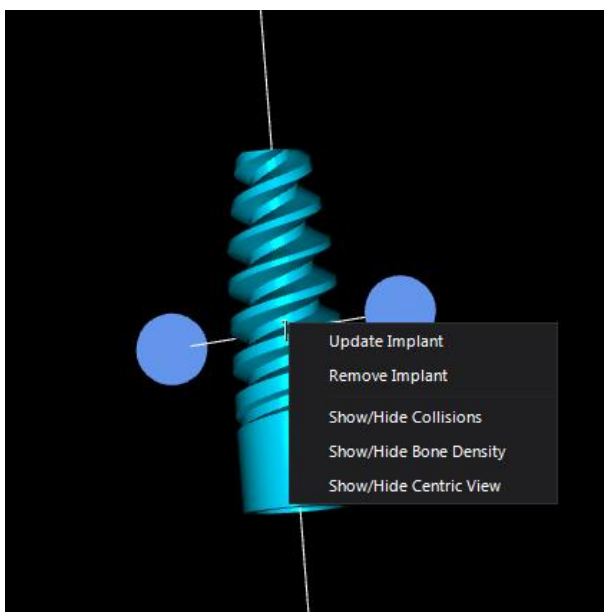 Update Implant
Remove Implant
Show/Hide Collisions
Show/Hide Bone Density
Show/Hide Centric View